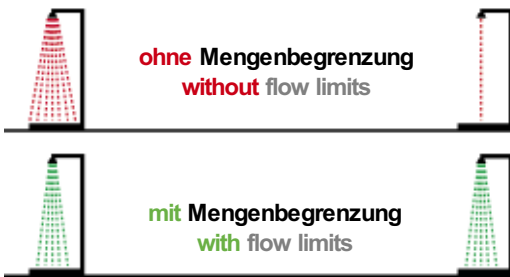 ohne Mengenbegrenzung
without flow limits
mit Mengenbegrenzung
with flow limits